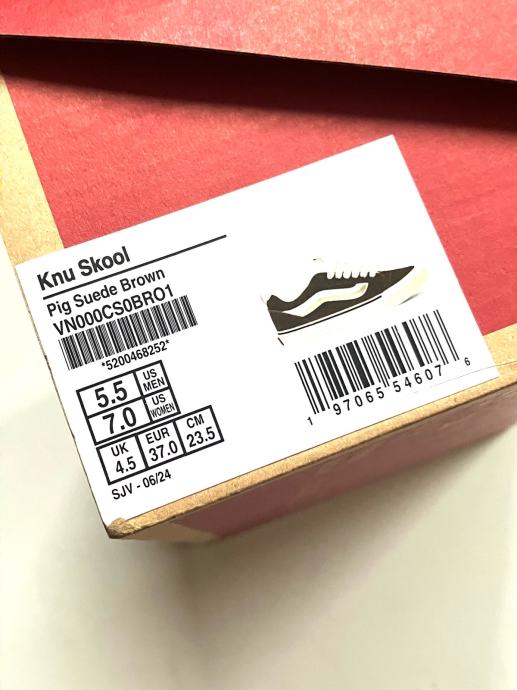 Knu Skool
Pig Suede Brown
VN000CS0BRO1
*5200468252*
5.5 US MEN
7.0 US WOMEN
UK EUR CM
4.5 37.0 23.5
SJV - 06/24
1 97065 54607 6